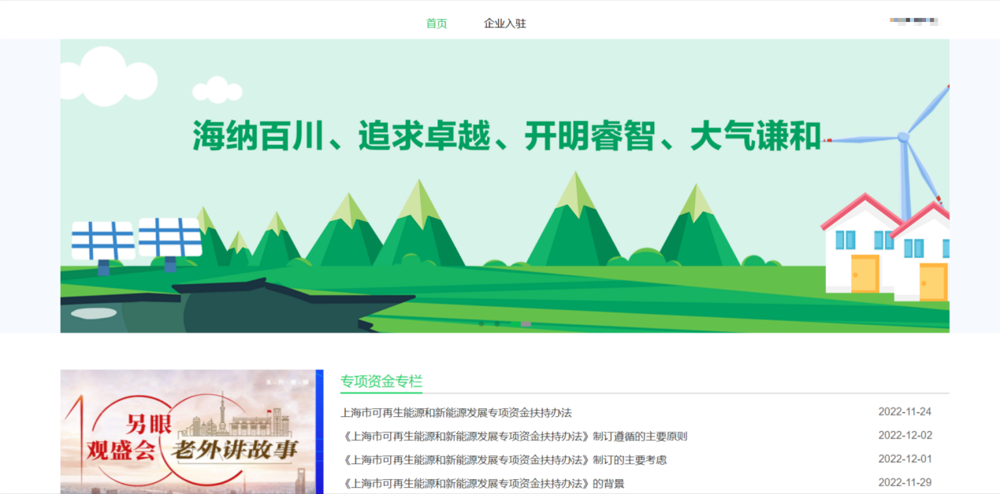 首页
企业入驻
海纳百川、追求卓越、开明睿智、大气谦和
专项资金专栏
另眼
观盛会
老外讲故事
上海市可再生能源和新能源发展专项资金扶持办法
2022-11-24
《上海市可再生能源和新能源发展专项资金扶持办法》制订遵循的主要原则
2022-12-02
《上海市可再生能源和新能源发展专项资金扶持办法》制订的主要考虑
2022-12-01
《上海市可再生能源和新能源发展专项资金扶持办法》的背景
2022-11-29